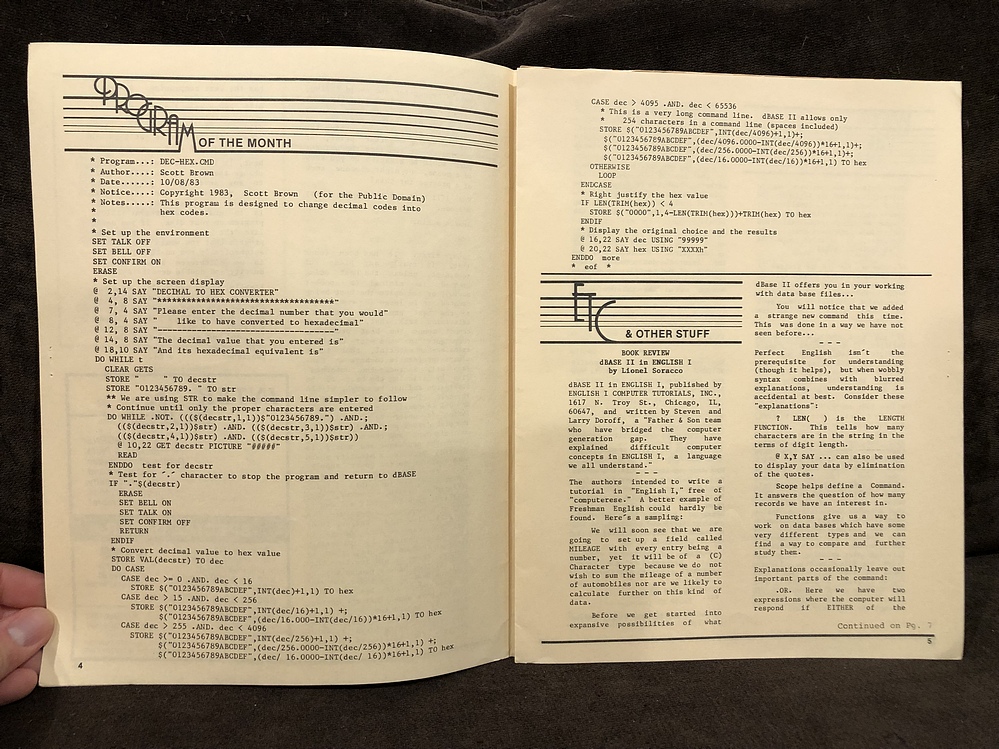 PROGRAM
OF THE MONTH
* Program...: DEC-HEX.CMD
* Author....: Scott Brown
* Date......: 10/08/83
* Notice....: Copyright 1983, Scott Brown (for the Public Domain)
* Notes.....: This program is designed to change decimal codes into
* hex codes.
*
* Set up the environment
SET TALK OFF
SET BELL OFF
SET CONFIRM ON
ERASE
* Set up the screen display
@ 2,14 SAY "DECIMAL TO HEX CONVERTER"
@ 4, 8 SAY "***********************************"
@ 7, 4 SAY "Please enter the decimal number that you would"
@ 8, 4 SAY " like to have converted to hexadecimal"
@ 12, 8 SAY "-----------------------------------"
@ 14, 8 SAY "The decimal value that you entered is"
@ 18,10 SAY "And its hexadecimal equivalent is"
DO WHILE t
CLEAR GETS
STORE "     " TO decstr
STORE "0123456789. " TO str
** We are using STR to make the command line simpler to follow
* Continue until only the proper characters are entered
DO WHILE .NOT. ((($(decstr,1,1))$"0123456789.") .AND.;
(($(decstr,2,1))$str) .AND. (($(decstr,3,1))$str) .AND.;
(($(decstr,4,1))$str) .AND. (($(decstr,5,1))$str))
@ 10,22 GET decstr PICTURE "#####"
READ
ENDDO test for decstr
* Test for '.' character to stop the program and return to dBASE
IF "."$(decstr)
ERASE
SET BELL ON
SET TALK ON
SET CONFIRM OFF
RETURN
ENDIF
* Convert decimal value to hex value
STORE VAL(decstr) TO dec
DO CASE
CASE dec >= 0 .AND. dec < 16
STORE $("0123456789ABCDEF",INT(dec)+1,1) TO hex
CASE dec > 15 .AND. dec < 256
STORE $("0123456789ABCDEF",INT(dec/16)+1,1) +;
$("0123456789ABCDEF",(dec/16.000-INT(dec/16))*16+1,1) TO hex
CASE dec > 255 .AND. dec < 4096
STORE $("0123456789ABCDEF",INT(dec/256)+1,1) +;
$("0123456789ABCDEF",(dec/256.0000-INT(dec/256))*16+1,1) +;
$("0123456789ABCDEF",(dec/ 16.0000-INT(dec/ 16))*16+1,1) TO hex
4
CASE dec > 4095 .AND. dec < 65536
* This is a very long command line. dBASE II allows only
* 254 characters in a command line (spaces included)
STORE $("0123456789ABCDEF",INT(dec/4096)+1,1)+;
$("0123456789ABCDEF",(dec/4096.0000-INT(dec/4096))*16+1,1)+;
$("0123456789ABCDEF",(dec/256.0000-INT(dec/256))*16+1,1)+;
$("0123456789ABCDEF",(dec/16.0000-INT(dec/16))*16+1,1) TO hex
OTHERWISE
LOOP
ENDCASE
* Right justify the hex value
IF LEN(TRIM(hex)) < 4
STORE $("0000",1,4-LEN(TRIM(hex)))+TRIM(hex) TO hex
ENDIF
* Display the original choice and the results
@ 16,22 SAY dec USING "99999"
@ 20,22 SAY hex USING "XXXXh"
ENDDO more
* eof *
ETC
& OTHER STUFF
BOOK REVIEW
dBASE II in ENGLISH I
by Lionel Soracco
dBASE II in ENGLISH I, published by
ENGLISH I COMPUTER TUTORIALS, INC.,
1617 N. Troy St., Chicago, IL,
60647, and written by Steven and
Larry Doroff, a "Father & Son team
who have bridged the computer
generation gap. They have
explained difficult computer
concepts in ENGLISH I, a language
we all understand."
- - -
The authors intended to write a
tutorial in "English I," free of
"computerese." A better example of
Freshman English could hardly be
found. Here's a sampling:
We will soon see that we are
going to set up a field called
MILEAGE with every entry being a
number, yet it will be of a (C)
Character type because we do not
wish to sum the mileage of a number
of automobiles nor are we likely to
calculate further on this kind of
data.
Before we get started into
expansive possibilities of what
dBase II offers you in your working
with data base files...
You will notice that we added
a strange new command this time.
This was done in a way we have not
seen before...
- - -
Perfect English isn't the
prerequisite for understanding
(though it helps), but when wobbly
syntax combines with blurred
explanations, understanding is
accidental at best. Consider these
"explanations":
? LEN( ) is the LENGTH
FUNCTION. This tells how many
characters are in the string in the
terms of digit length.
@ X,Y SAY ... can also be used
to display your data by elimination
of the quotes.
Scope helps define a Command.
It answers the question of how many
records we have an interest in.
Functions give us a way to
work on data bases which have some
very different types and we can
find a way to compare and further
study them.
- - -
Explanations occasionally leave out
important parts of the command:
.OR. Here we have two
expressions where the computer will
respond if EITHER of the
Continued on Pg. 7
5